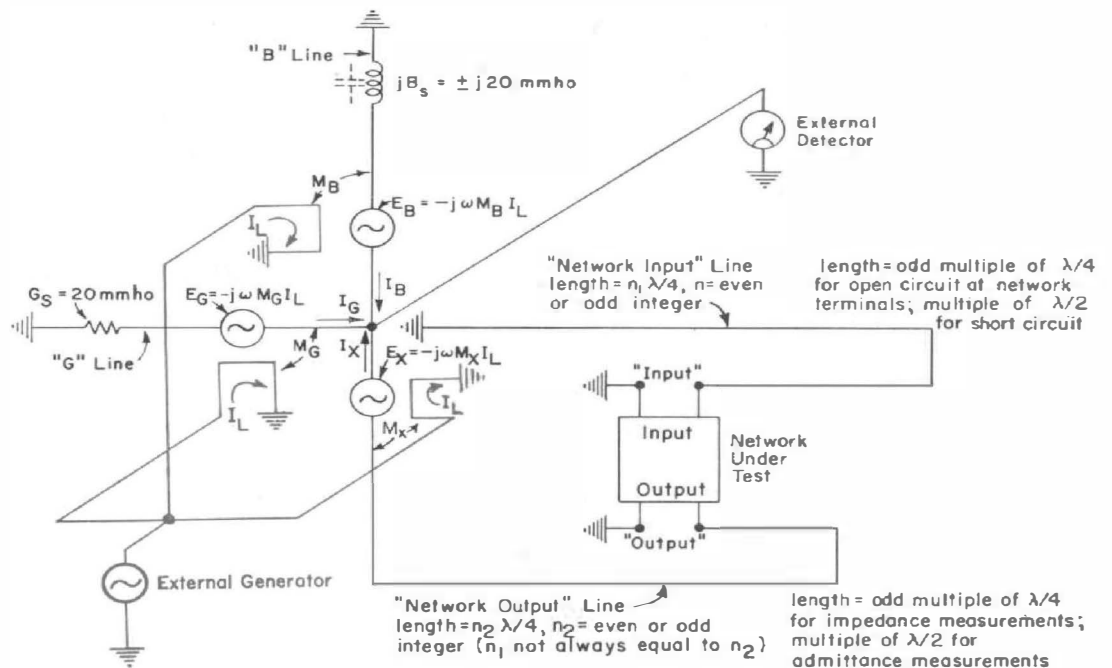 "B" Line
jB_s = ± j20 mmho
External
Detector
M_B
E_B = -jωM_B I_L
I_L
"Network Input" Line
length = n_1 λ/4, n = even
or odd integer
length = odd multiple of λ/4
for open circuit at network
terminals; multiple of λ/2
for short circuit
G_S = 20 mmho
E_G = -jωM_G I_L
I_G
I_B
"G" Line
M_G
I_X
E_X = -jωM_X I_L
I_L
I_L
M_x
"Input"
Input
Network
Under
Test
Output
"Output"
External Generator
"Network Output" Line
length = n_2 λ/4, n_2 = even or odd
integer (n_1 not always equal to n_2)
length = odd multiple of λ/4
for impedance measurements;
multiple of λ/2 for
admittance measurements